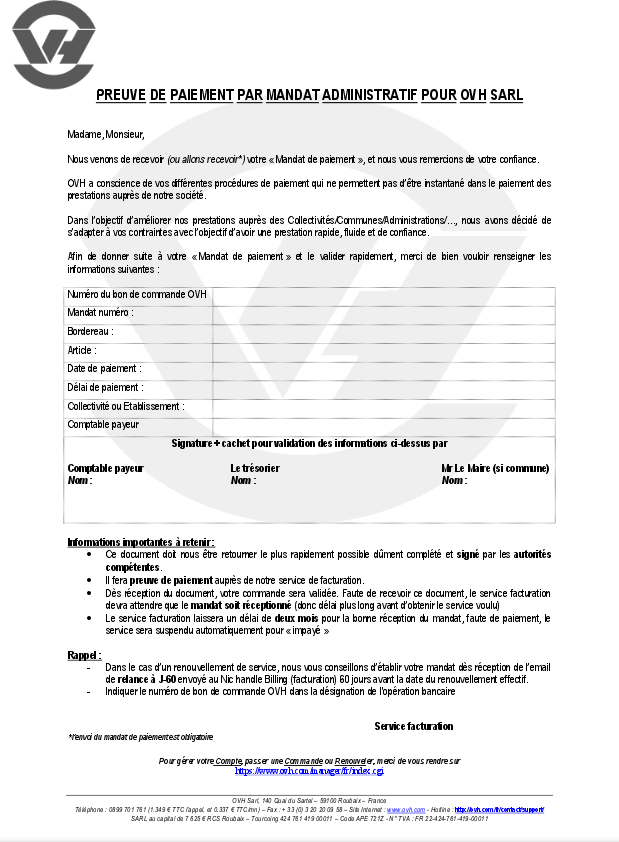 PREUVE DE PAIEMENT PAR MANDAT ADMINISTRATIF POUR OVH SARL
Madame, Monsieur,
Nous venons de recevoir (ou allons recevoir*) votre « Mandat de paiement », et nous vous remercions de votre confiance.
OVH a conscience de vos différentes procédures de paiement qui ne permettent pas d'être instantané dans le paiement des
prestations auprès de notre société.
Dans l'objectif d'améliorer nos prestations auprès des Collectivités/Communes/Administrations/…, nous avons décidé de
s'adapter à vos contraintes avec l'objectif d'avoir une prestation rapide, fluide et de confiance.
Afin de donner suite à votre « Mandat de paiement » et le valider rapidement, merci de bien vouloir renseigner les
informations suivantes :
Numéro du bon de commande OVH
Mandat numéro :
Bordereau :
Article :
Date de paiement :
Délai de paiement :
Collectivité ou Etablissement :
Comptable payeur
Signature + cachet pour validation des informations ci-dessus par
Comptable payeur Le trésorier Mr Le Maire (si commune)
Nom : Nom : Nom :
Informations importantes à retenir :
• Ce document doit nous être retourner le plus rapidement possible dûment complété et signé par les autorités
compétentes.
• Il fera preuve de paiement auprès de notre service de facturation.
• Dès réception du document, votre commande sera validée. Faute de recevoir ce document, le service facturation
devra attendre que le mandat soit réceptionné (donc délai plus long avant d'obtenir le service voulu)
• Le service facturation laissera un délai de deux mois pour la bonne réception du mandat, faute de paiement, le
service sera suspendu automatiquement pour « impayé »
Rappel :
- Dans le cas d'un renouvellement de service, nous vous conseillons d'établir votre mandat dès réception de l'email
de relance à J-60 envoyé au Nic handle Billing (facturation) 60 jours avant la date du renouvellement effectif.
- Indiquer le numéro de bon de commande OVH dans la désignation de l'opération bancaire
Service facturation
*l'envoi du mandat de paiement est obligatoire
Pour gérer votre Compte, passer une Commande ou Renouveler, merci de vous rendre sur
https://www.ovh.com/manager/fr/index.cgi
OVH Sarl, 140 Quai du Sartel – 59100 Roubaix – France
Téléphone : 0899 701 761 (1.349 € TTC l'appel, et 0.337 € TTC/mn) – Fax : + 33 (0) 3 20 20 09 58 – Site Internet : www.ovh.com - Hotline : http://ovh.com/fr/contact/support/
SARL au capital de 7 625 € RCS Roubaix – Tourcoing 424 761 419 00011 – Code APE 721Z - N° TVA : FR 22-424-761-419-00011